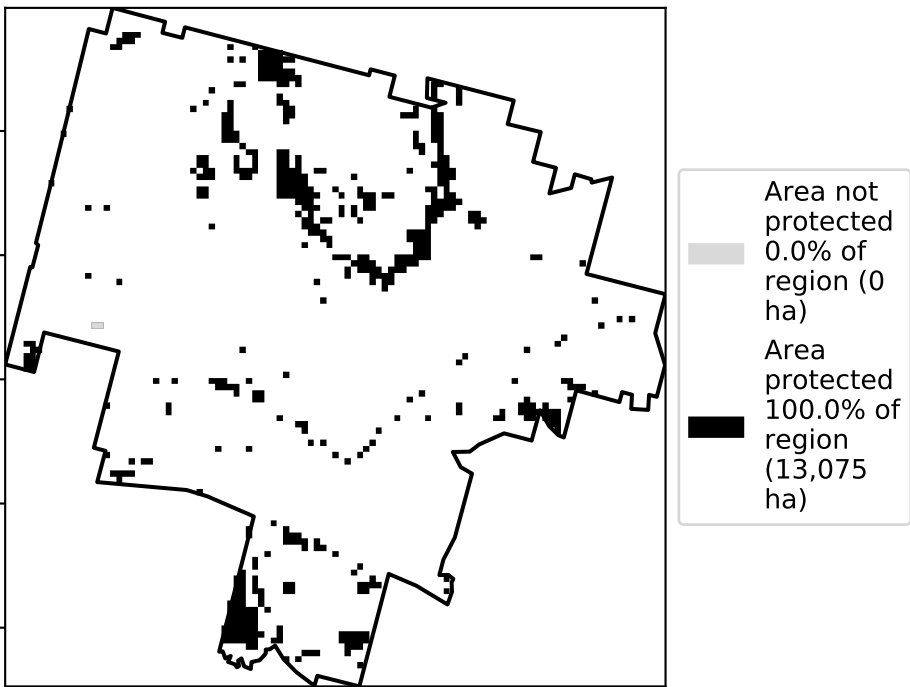 Area not
protected
0.0% of
region (0
ha)
Area
protected
100.0% of
region
(13,075
ha)